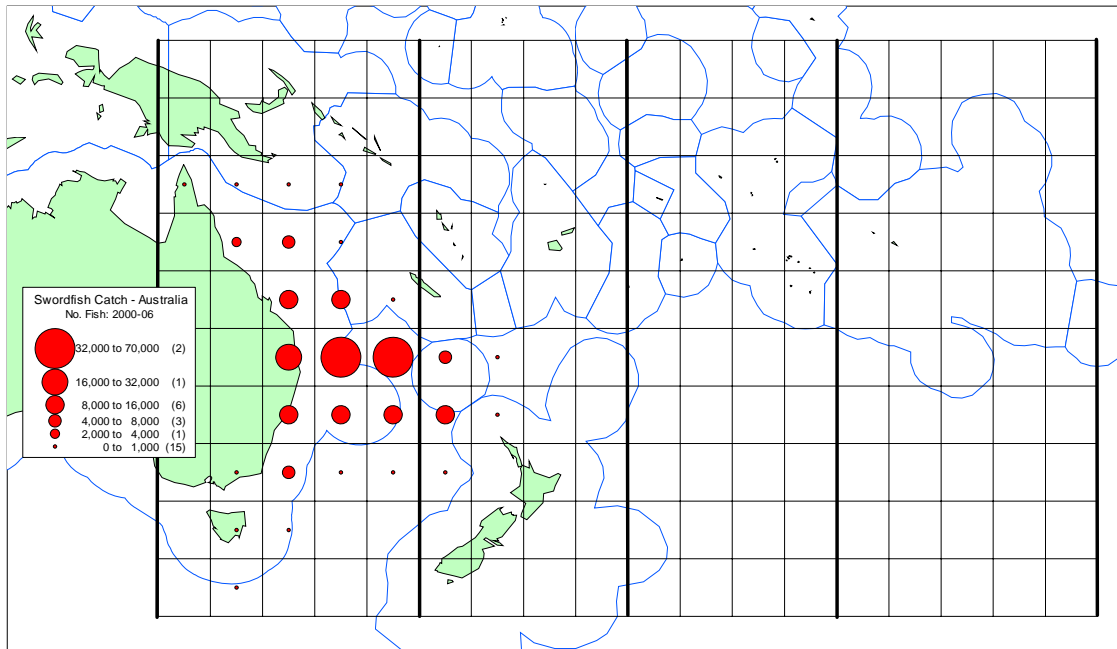 Swordfish Catch - Australia
No. Fish: 2000-06
32,000 to 70,000 (2)
16,000 to 32,000 (1)
8,000 to 16,000 (6)
4,000 to 8,000 (3)
2,000 to 4,000 (1)
0 to 1,000 (15)